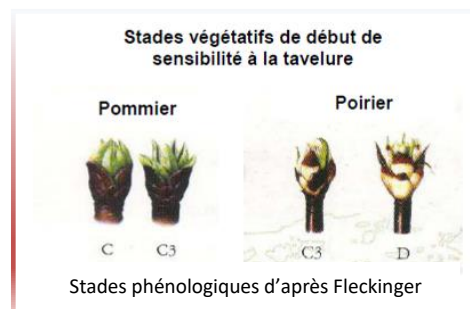 Stades végétatifs de début de
sensibilité à la tavelure
Pommier
Poirier
C
C3
C3
D
Stades phénologiques d’après Fleckinger